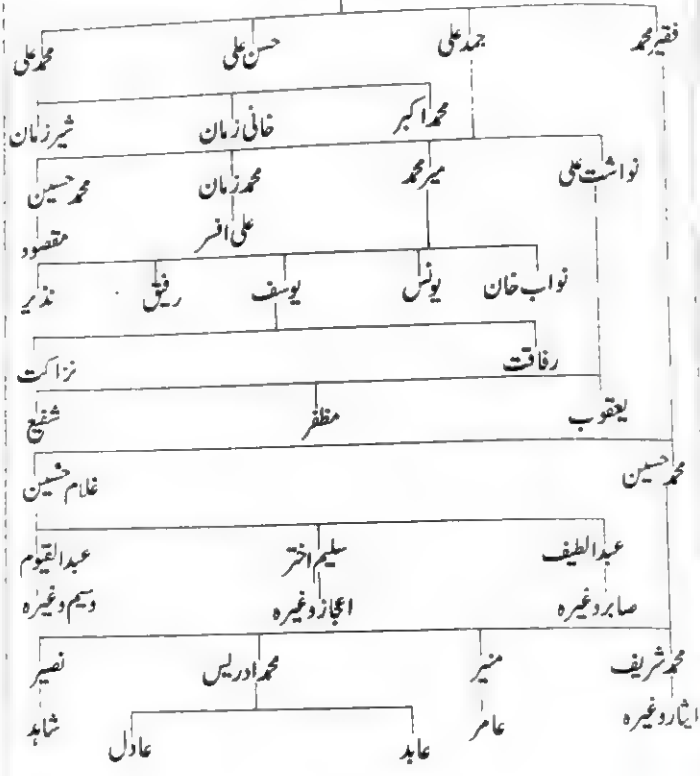 فقیر محمد جمد علی حسن علی محمد علی
محمد اکبر خانی زمان شیر زمان
نواشت علی میر محمد محمد زمان محمد حسین
علی افسر مقصود
نواب خان یونس یوسف رفیق نذیر
رفاقت نزاکت
یعقوب مظفر شفیع
محمد حسین غلام حسین
عبداللطیف سلیم اختر عبدالقیوم
صابر وغیرہ اعجاز وغیرہ وسیم وغیرہ
محمد شریف منیر محمد ادریس نصیر
ایثار وغیرہ عامر عابد عادل شاہد